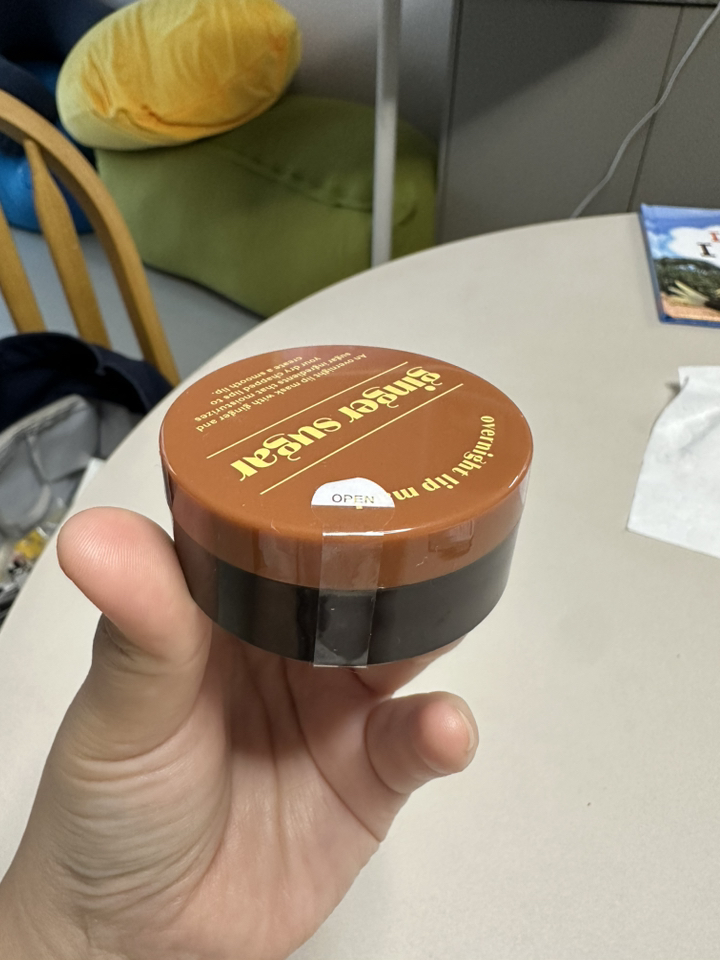 overnight lip m
ginger sugar
An overnight lip mask with ginger and
sugar ingredients that moisturizes
your dry chapped lips to
create a smooth lip.
OPEN